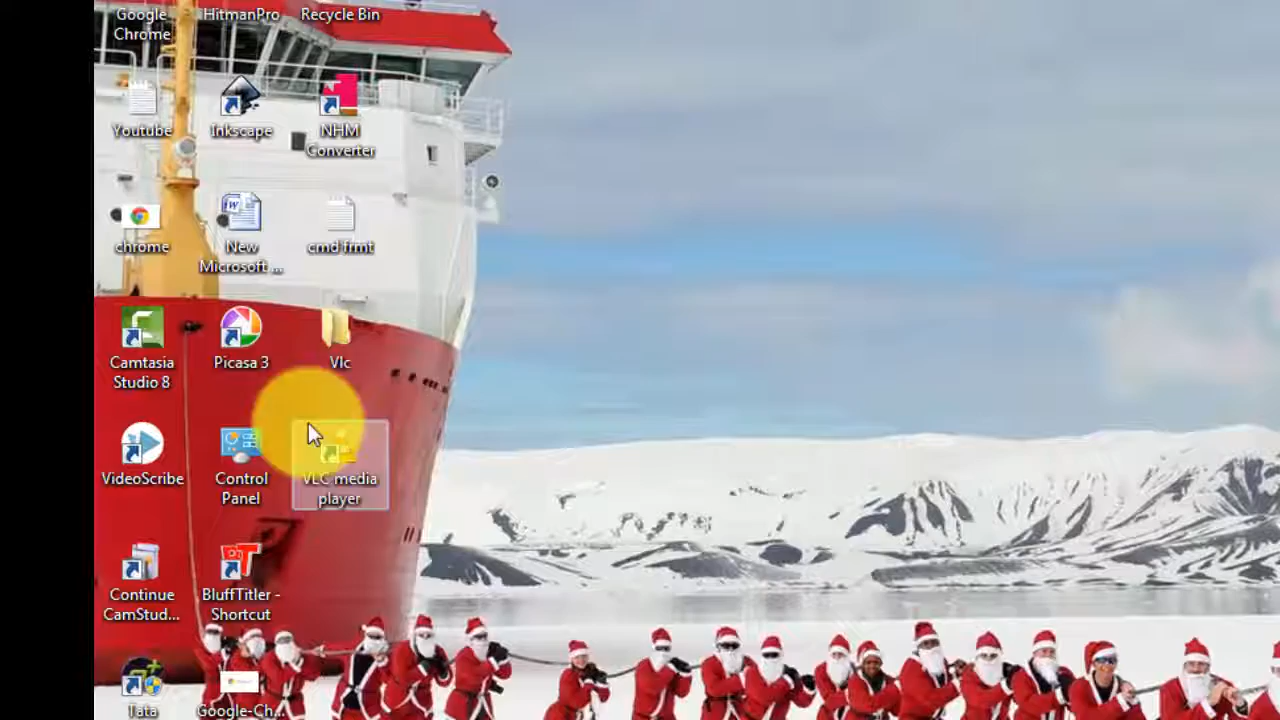 Google
Chrome
HitmanPro
Recycle Bin
Youtube
Inkscape
NHM
Converter
chrome
New
Microsoft ...
cmd frmt
Camtasia
Studio 8
Picasa 3
Vlc
VideoScribe
Control
Panel
VLC media
player
Continue
CamStud...
BluffTitler -
Shortcut
Tata
Google-Ch...